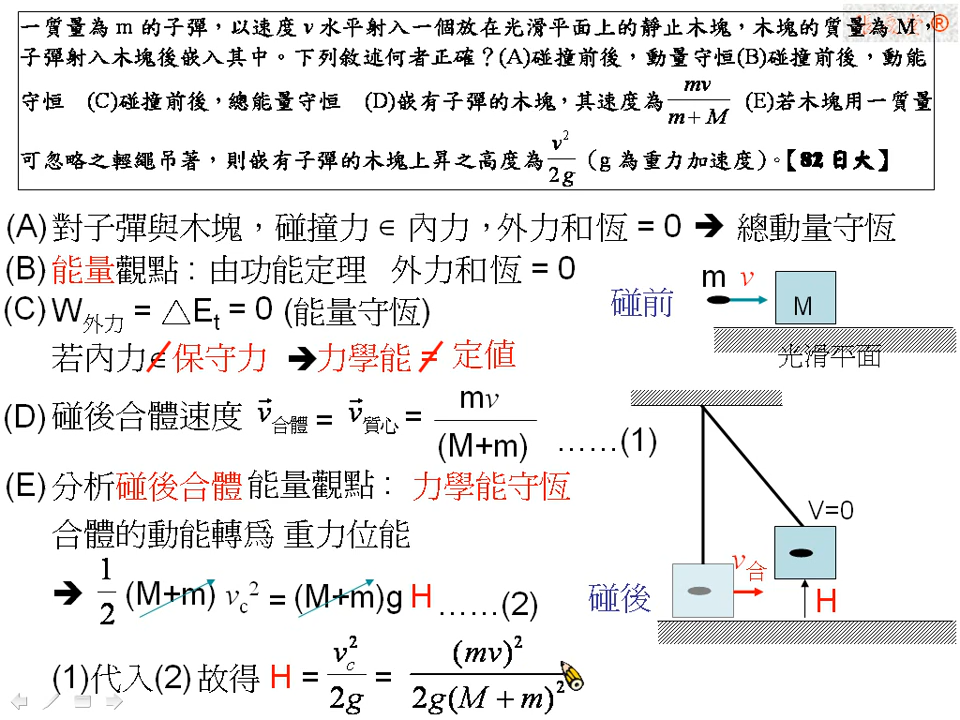 一質量為 m 的子彈，以速度 v 水平射入一個放在光滑平面上的靜止木塊，木塊的質量為 M，
子彈射入木塊後嵌入其中。下列敘述何者正確？(A)碰撞前後，動量守恒(B)碰撞前後，動能
守恒 (C)碰撞前後，總能量守恒 (D)嵌有子彈的木塊，其速度為 mv/(m+M) (E)若木塊用一質量
可忽略之輕繩吊著，則嵌有子彈的木塊上昇之高度為 v²/2g （g 為重力加速度）。【82 日大】
®
(A) 對子彈與木塊，碰撞力 ∈ 內力，外力和恆 = 0 ➔ 總動量守恆
(B) 能量觀點： 由功能定理 外力和恆 = 0
(C) W外力 = △Et = 0 (能量守恆)
若內力∈保守力 ➔力學能 = 定值
(D) 碰後合體速度 v⃗合體 = v⃗質心 = mv/(M+m) ……(1)
(E) 分析碰後合體 能量觀點： 力學能守恆
合體的動能轉為 重力位能
➔ 1/2 (M+m) vc² = (M+m)g H ……(2)
(1)代入(2) 故得 H = vc²/2g = (mv)²/2g(M+m)²
碰前
m v
M
光滑平面
V=0
v合
碰後
H